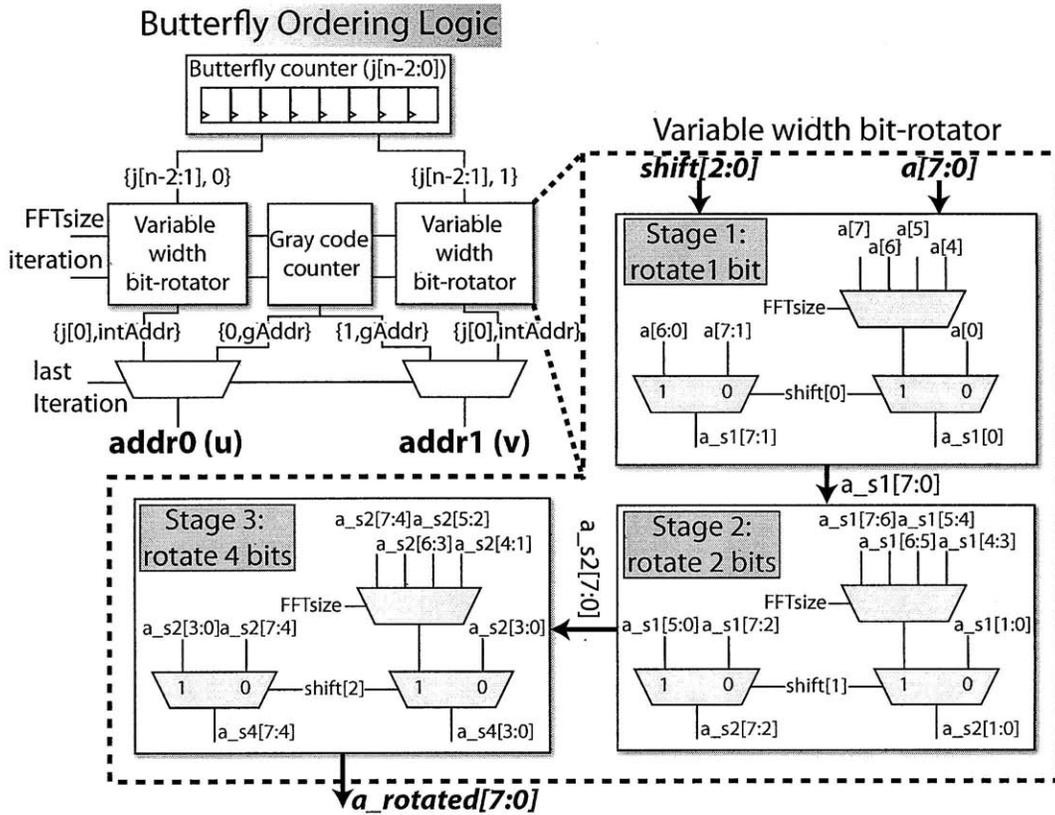 Butterfly Ordering Logic
Butterfly counter (j[n-2:0])
{j[n-2:1], 0}
{j[n-2:1], 1}
FFTsize
iteration
Variable
width
bit-rotator
Gray code
counter
Variable
width
bit-rotator
{j[0],intAddr}
{0,gAddr}
{1,gAddr}
{j[0],intAddr}
last
Iteration
addr0 (u)
addr1 (v)
Variable width bit-rotator
shift[2:0]
a[7:0]
Stage 1:
rotate1 bit
a[7]
a[6]
a[5]
a[4]
FFTsize
a[6:0]
a[7:1]
a[0]
1
0
shift[0]
1
0
a_s1[7:1]
a_s1[0]
a_s1[7:0]
Stage 2:
rotate 2 bits
a_s1[7:6]a_s1[5:4]
a_s1[6:5]a_s1[4:3]
FFTsize
a_s1[5:0]a_s1[7:2]
a_s1[1:0]
1
0
shift[1]
1
0
a_s2[7:2]
a_s2[1:0]
a_s2[7:0]
Stage 3:
rotate 4 bits
a_s2[7:4]a_s2[5:2]
a_s2[6:3]a_s2[4:1]
FFTsize
a_s2[3:0]a_s2[7:4]
a_s2[3:0]
1
0
shift[2]
1
0
a_s4[7:4]
a_s4[3:0]
a_rotated[7:0]